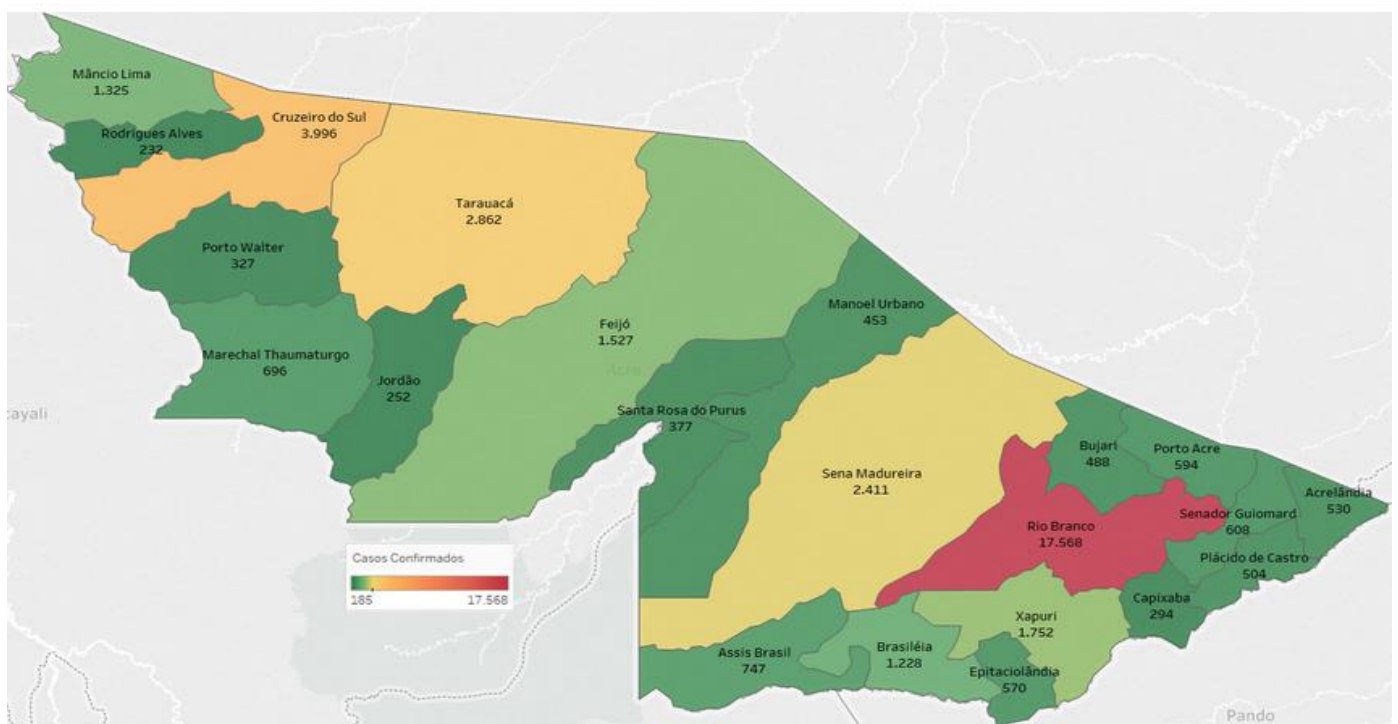 Mâncio Lima
1.325
Rodrigues Alves
232
Cruzeiro do Sul
3.996
Tarauacá
2.862
Porto Walter
327
Marechal Thaumaturgo
696
Jordão
252
Feijó
1.527
Acre
Manoel Urbano
453
Santa Rosa do Purus
377
Sena Madureira
2.411
Bujari
488
Porto Acre
594
Acrelândia
530
Senador Guiomard
608
Rio Branco
17.568
Plácido de Castro
504
Capixaba
294
Xapuri
1.752
Assis Brasil
747
Brasiléia
1.228
Epitaciolândia
570
cayali
Pando
Casos Confirmados
185
17.568